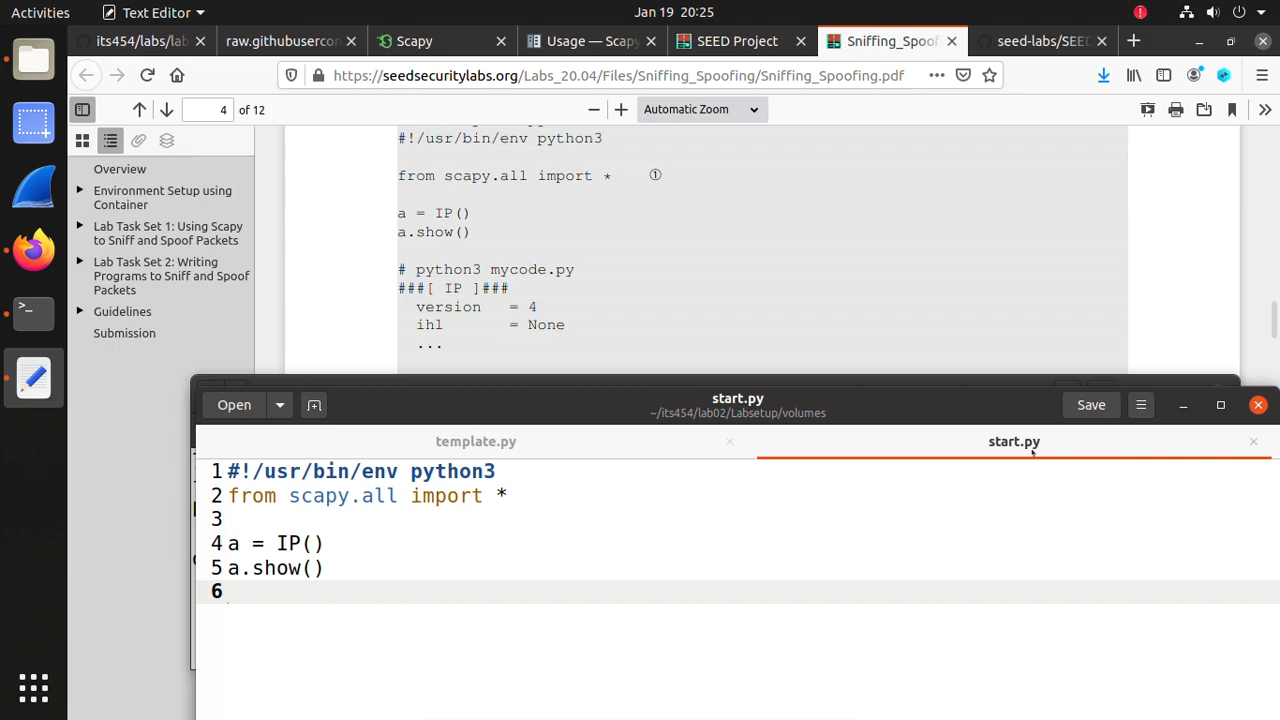 Activities
Text Editor
Jan 19 20:25
its454/labs/lab
raw.githubusercon
Scapy
Usage — Scapy
SEED Project
Sniffing_Spoof
seed-labs/SEED
https://seedsecuritylabs.org/Labs_20.04/Files/Sniffing_Spoofing/Sniffing_Spoofing.pdf
4
of 12
Automatic Zoom
Overview
Environment Setup using
Container
Lab Task Set 1: Using Scapy
to Sniff and Spoof Packets
Lab Task Set 2: Writing
Programs to Sniff and Spoof
Packets
Guidelines
Submission
#!/usr/bin/env python3
from scapy.all import * ①
a = IP()
a.show()
# python3 mycode.py
###[ IP ]###
version = 4
ihl = None
...
Open
start.py
~/its454/lab02/Labsetup/volumes
Save
template.py
start.py
1 #!/usr/bin/env python3
2 from scapy.all import *
3
4 a = IP()
5 a.show()
6